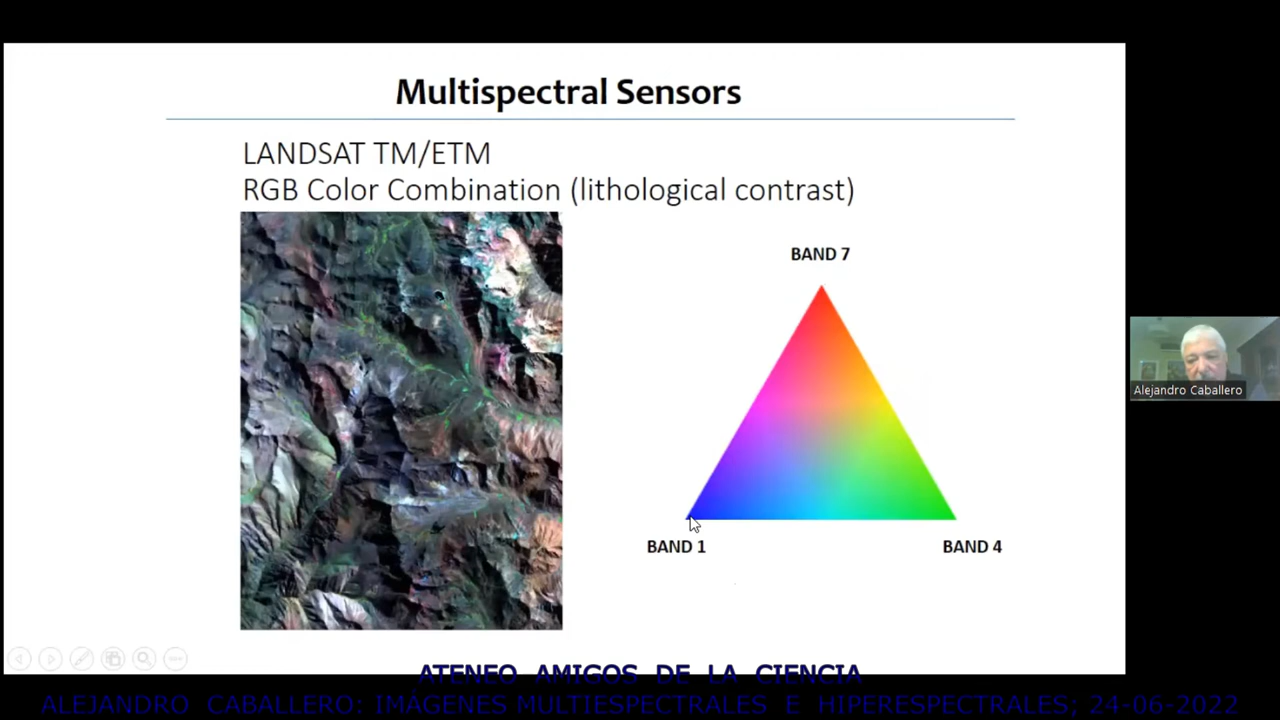 Multispectral Sensors
LANDSAT TM/ETM
RGB Color Combination (lithological contrast)
BAND 7
Alejandro Caballero
BAND 1
BAND 4
ATENEO AMIGOS DE LA CIENCIA
ALEJANDRO CABALLERO: IMÁGENES MULTIESPECTRALES E HIPERESPECTRALES; 24-06-2022